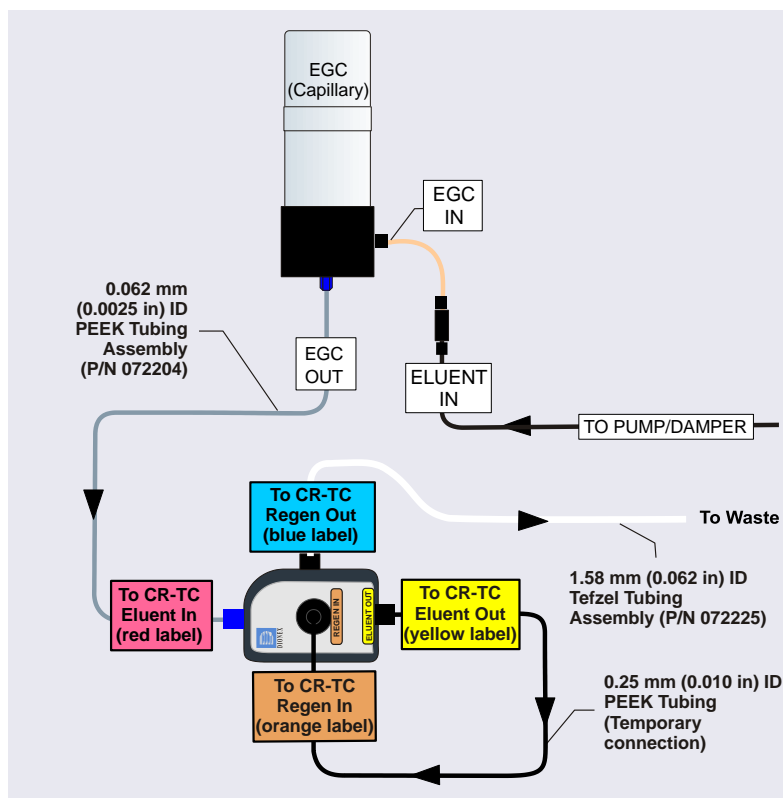 EGC
(Capillary)
EGC
IN
0.062 mm
(0.0025 in) ID
PEEK Tubing
Assembly
(P/N 072204)
EGC
OUT
ELUENT
IN
TO PUMP/DAMPER
To CR-TC
Regen Out
(blue label)
To Waste
To CR-TC
Eluent In
(red label)
DIONEX
REGEN IN
ELUENT OUT
To CR-TC
Eluent Out
(yellow label)
1.58 mm (0.062 in) ID
Tefzel Tubing
Assembly (P/N 072225)
To CR-TC
Regen In
(orange label)
0.25 mm (0.010 in) ID
PEEK Tubing
(Temporary
connection)